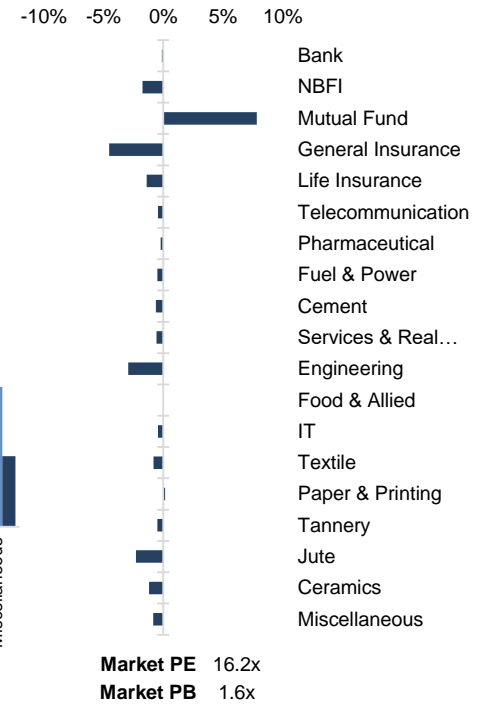 -10% -5% 0% 5% 10%
Bank
NBFI
Mutual Fund
General Insurance
Life Insurance
Telecommunication
Pharmaceutical
Fuel & Power
Cement
Services & Real…
Engineering
Food & Allied
IT
Textile
Paper & Printing
Tannery
Jute
Ceramics
Miscellaneous
Market PE 16.2x
Market PB 1.6x